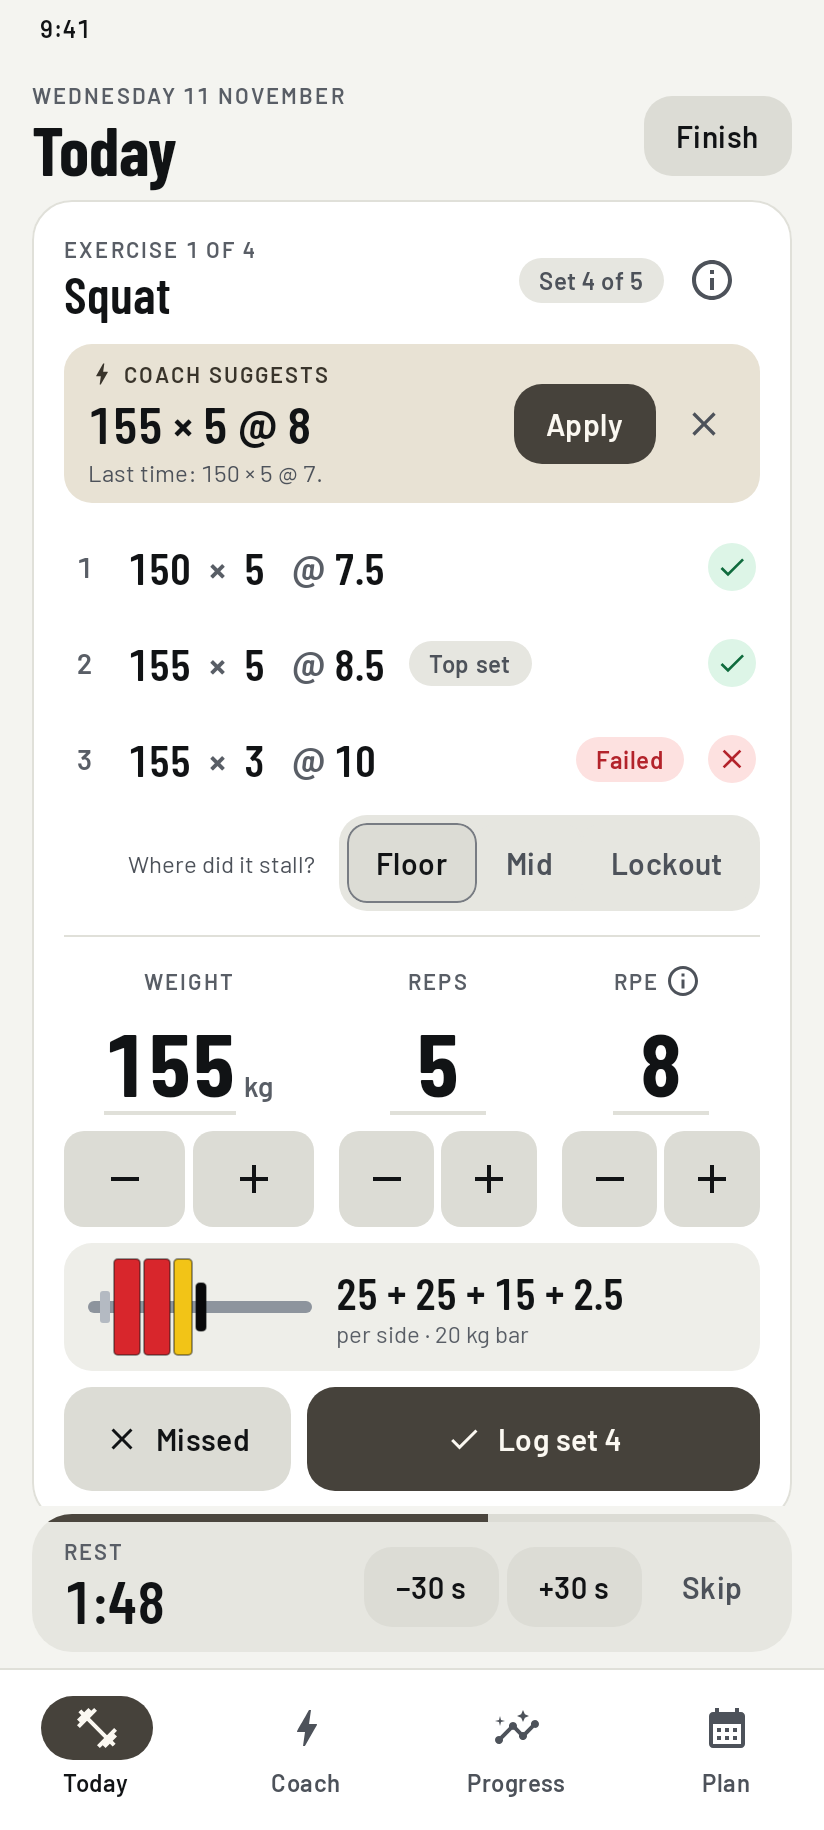 9:41
WEDNESDAY 11 NOVEMBER
Today
Finish
EXERCISE 1 OF 4
Squat
Set 4 of 5
COACH SUGGESTS
155 × 5 @ 8
Last time: 150 × 5 @ 7.
Apply
1 150 × 5 @ 7.5
2 155 × 5 @ 8.5 Top set
3 155 × 3 @ 10 Failed
Where did it stall? Floor Mid Lockout
WEIGHT REPS RPE
155 kg 5 8
25 + 25 + 15 + 2.5
per side · 20 kg bar
Missed Log set 4
REST
1:48
–30 s +30 s Skip
Today Coach Progress Plan